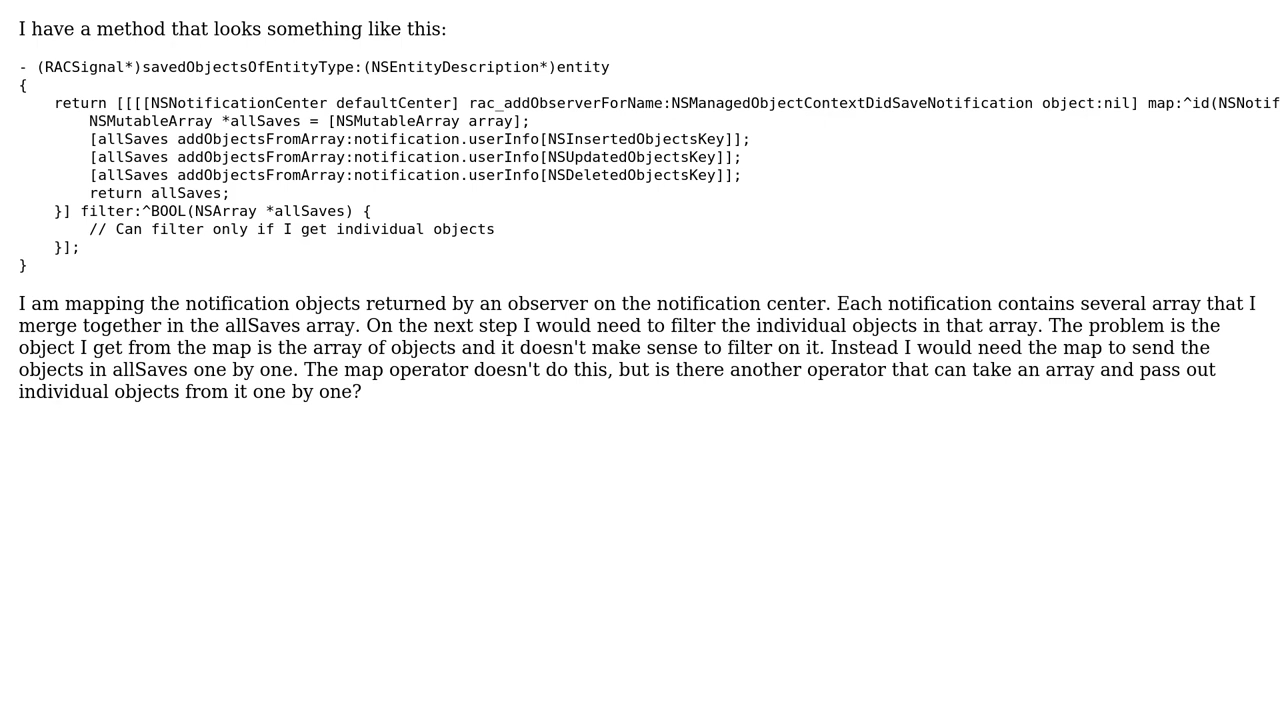 I have a method that looks something like this:
- (RACSignal*)savedObjectsOfEntityType:(NSEntityDescription*)entity
{
    return [[[[NSNotificationCenter defaultCenter] rac_addObserverForName:NSManagedObjectContextDidSaveNotification object:nil] map:^id(NSNotif
        NSMutableArray *allSaves = [NSMutableArray array];
        [allSaves addObjectsFromArray:notification.userInfo[NSInsertedObjectsKey]];
        [allSaves addObjectsFromArray:notification.userInfo[NSUpdatedObjectsKey]];
        [allSaves addObjectsFromArray:notification.userInfo[NSDeletedObjectsKey]];
        return allSaves;
    }] filter:^BOOL(NSArray *allSaves) {
        // Can filter only if I get individual objects
    }];
}
I am mapping the notification objects returned by an observer on the notification center. Each notification contains several array that I
merge together in the allSaves array. On the next step I would need to filter the individual objects in that array. The problem is the
object I get from the map is the array of objects and it doesn't make sense to filter on it. Instead I would need the map to send the
objects in allSaves one by one. The map operator doesn't do this, but is there another operator that can take an array and pass out
individual objects from it one by one?